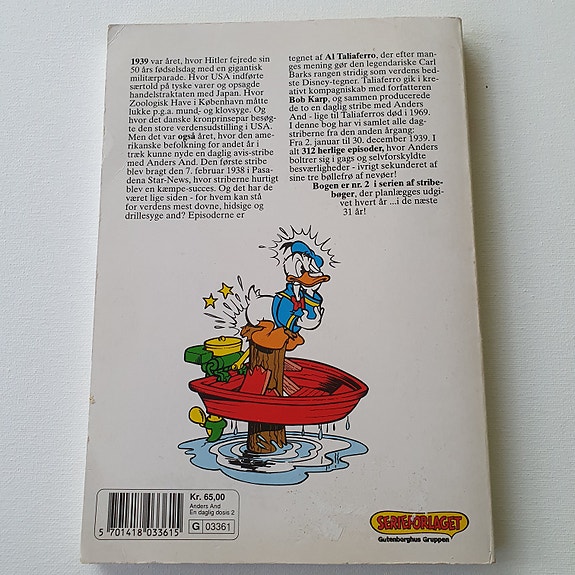 1939 var året, hvor Hitler fejrede sin
50 års fødselsdag med en gigantisk
militærparade. Hvor USA indførte
særtold på tyske varer og opsagde
handelstraktaten med Japan. Hvor
Zoologisk Have i København måtte
lukke p.g.a. mund- og klovsyge. Og
hvor det danske kronprinsepar besøg-
te den store verdensudstilling i USA.
Men det var også året, hvor den ame-
rikanske befolkning for andet år i
træk kunne nyde en daglig avis-stribe
med Anders And. Den første stribe
blev bragt den 7. februar 1938 i Pasa-
dena Star-News, hvor striberne hurtigt
blev en kæmpe-succes. Og det har de
været lige siden - for hvem kan stå
for verdens mest dovne, hidsige og
drillesyge and? Episoderne er
tegnet af Al Taliaferro, der efter man-
ges mening gør den legendariske Carl
Barks rangen stridig som verdens bed-
ste Disney-tegner. Taliaferro gik i kre-
ativt kompagniskab med forfatteren
Bob Karp, og sammen producerede
de to en daglig stribe med Anders
And - lige til Taliaferros død i 1969.
I denne bog har vi samlet alle dag-
striberne fra den anden årgang:
Fra 2. januar til 30. december 1939. I
alt 312 herlige episoder, hvor Anders
boltrer sig i gags og selvforskyldte
besværligheder - ivrigt sekunderet af
sine tre bøllefrø af nevøer!
Bogen er nr. 2 i serien af stribe-
bøger, der planlægges udgi-
vet hvert år ...i de næste
31 år!
Kr. 65,00
Anders And
En daglig dosis 2
G 03361
5 701418 033615
SERIEFORLAGET
Gutenberghus Gruppen